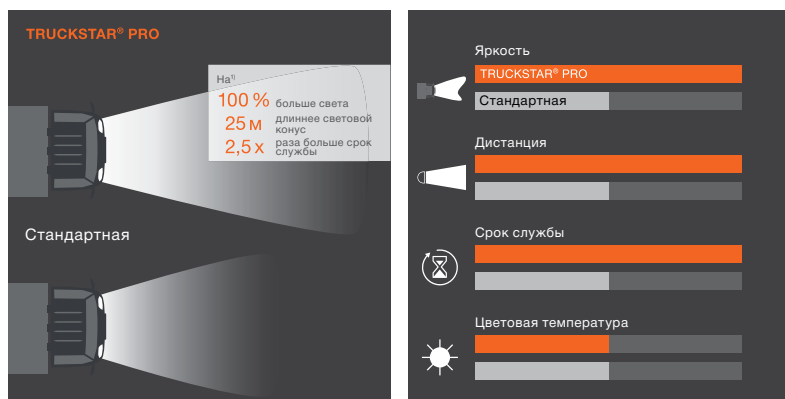 TRUCKSTAR® PRO
На¹⁾
100 % больше света
25 м длиннее световой
конус
2,5 x раза больше срок
службы
Стандартная
Яркость
TRUCKSTAR® PRO
Стандартная
Дистанция
Срок службы
Цветовая температура